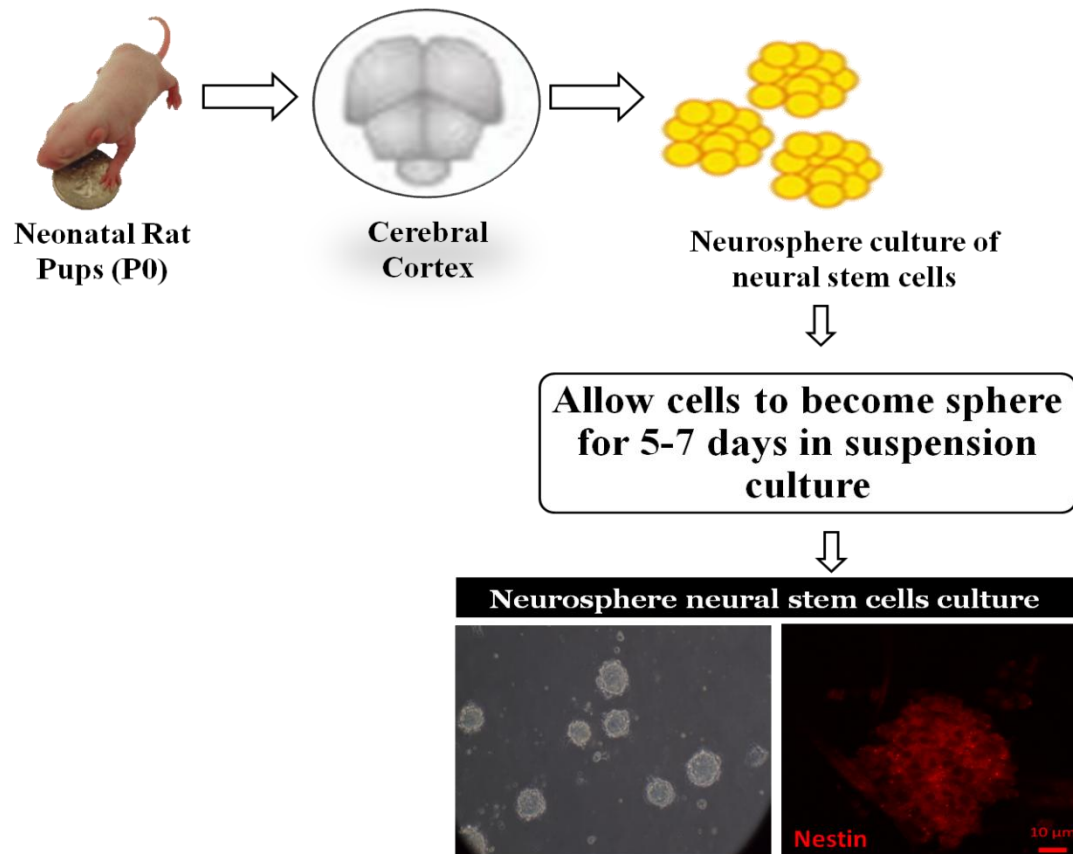 Neonatal Rat
Pups (P0)
Cerebral
Cortex
Neurosphere culture of
neural stem cells
Allow cells to become sphere
for 5-7 days in suspension
culture
Neurosphere neural stem cells culture
Nestin
10 µm